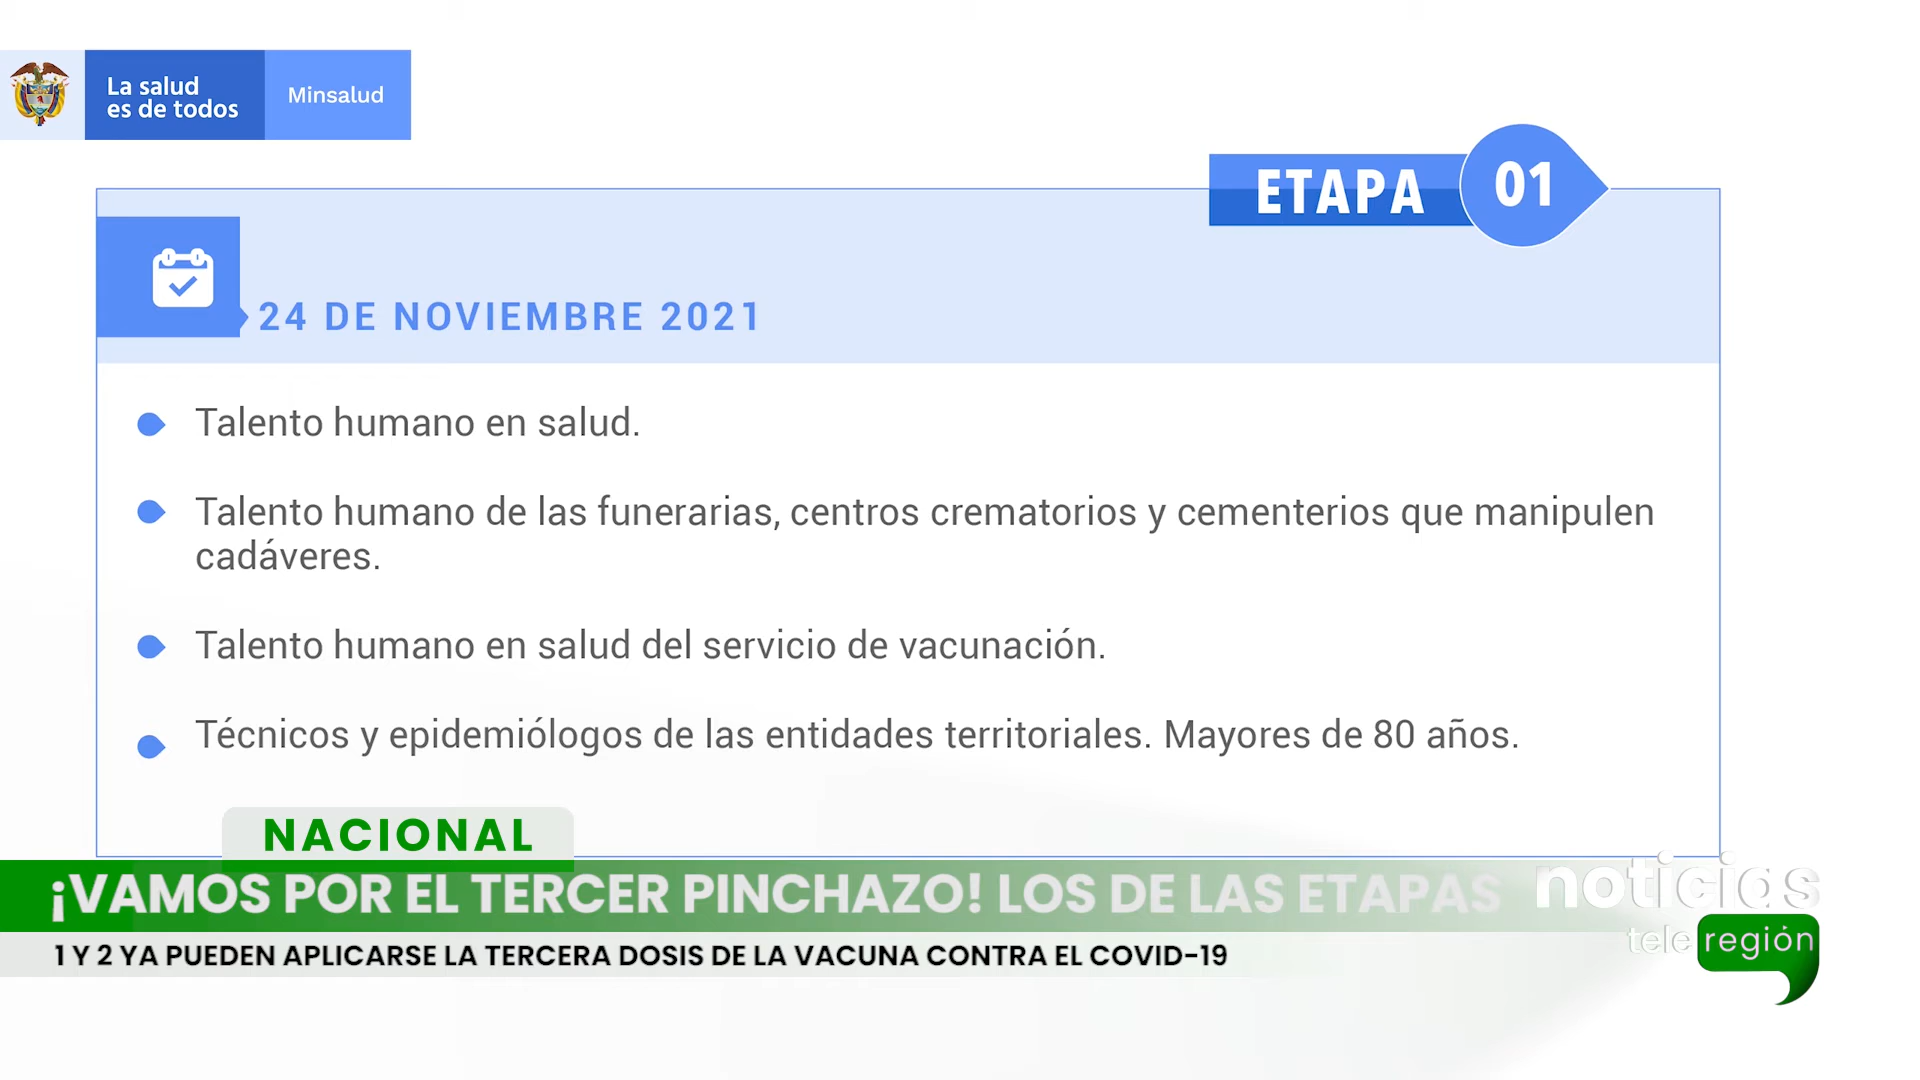 La salud
es de todos
Minsalud
ETAPA 01
24 DE NOVIEMBRE 2021
Talento humano en salud.
Talento humano de las funerarias, centros crematorios y cementerios que manipulen
cadáveres.
Talento humano en salud del servicio de vacunación.
Técnicos y epidemiólogos de las entidades territoriales. Mayores de 80 años.
NACIONAL
¡VAMOS POR EL TERCER PINCHAZO! LOS DE LAS ETAPAS
1 Y 2 YA PUEDEN APLICARSE LA TERCERA DOSIS DE LA VACUNA CONTRA EL COVID-19
noticias
tele región